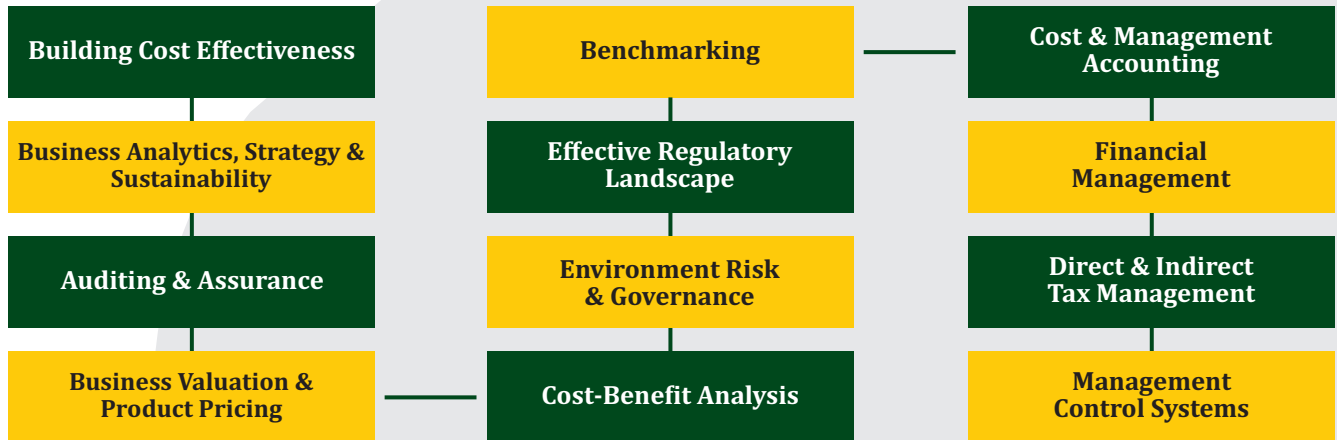 Building Cost Effectiveness
Business Analytics, Strategy &
Sustainability
Auditing & Assurance
Business Valuation &
Product Pricing
Benchmarking
Effective Regulatory
Landscape
Environment Risk
& Governance
Cost-Benefit Analysis
Cost & Management
Accounting
Financial
Management
Direct & Indirect
Tax Management
Management
Control Systems